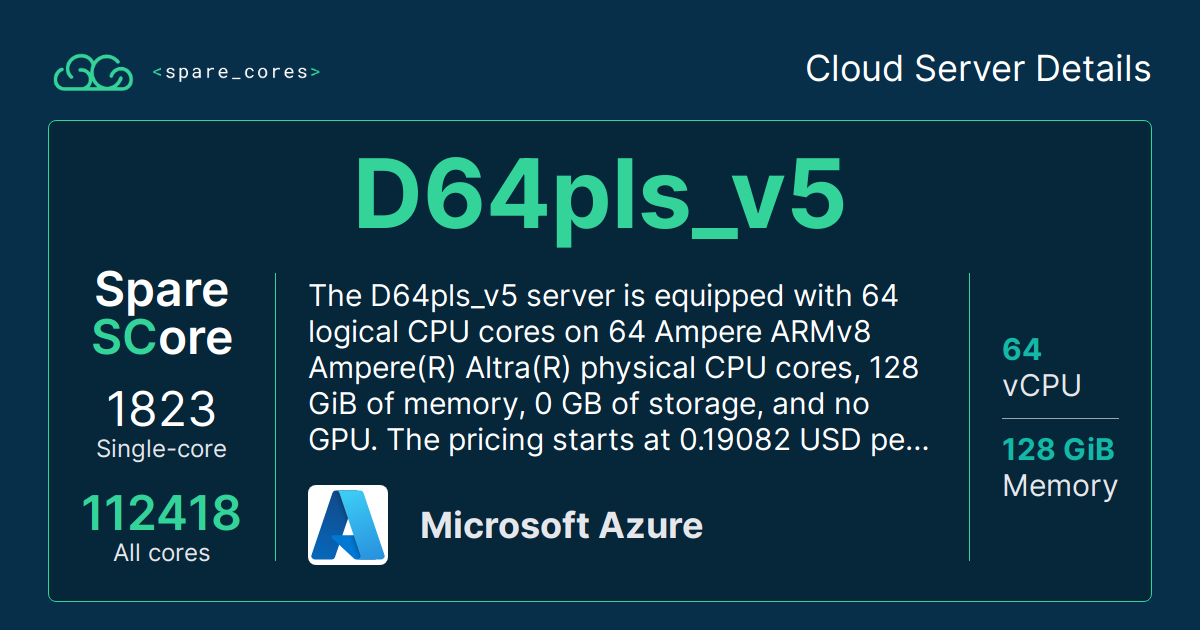 <spare_cores>
Cloud Server Details
D64pls_v5
Spare
SCore
1823
Single-core
112418
All cores
The D64pls_v5 server is equipped with 64
logical CPU cores on 64 Ampere ARMv8
Ampere(R) Altra(R) physical CPU cores, 128
GiB of memory, 0 GB of storage, and no
GPU. The pricing starts at 0.19082 USD pe...
Microsoft Azure
64
vCPU
128 GiB
Memory